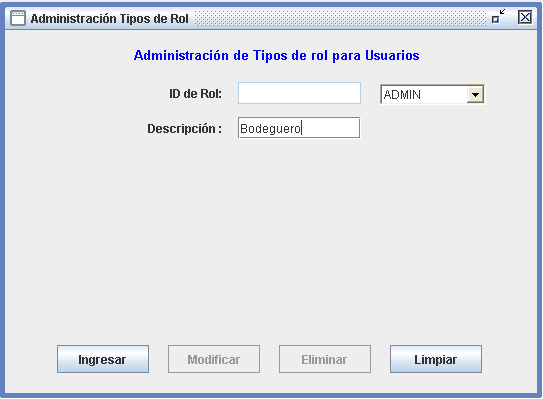 Administración Tipos de Rol
Administración de Tipos de rol para Usuarios
ID de Rol: ADMIN
Descripción : Bodeguero
Ingresar Modificar Eliminar Limpiar